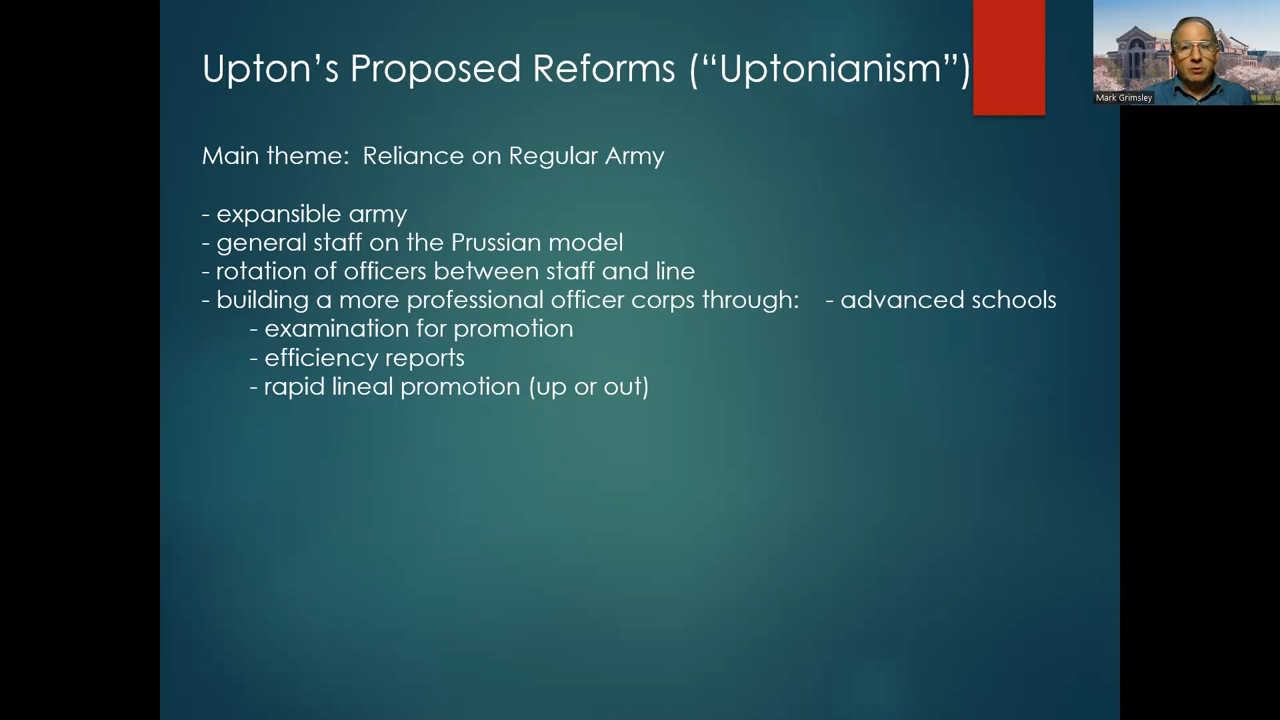 Upton’s Proposed Reforms (“Uptonianism”)
Mark Grimsley
Main theme:  Reliance on Regular Army
- expansible army
- general staff on the Prussian model
- rotation of officers between staff and line
- building a more professional officer corps through:    - advanced schools
- examination for promotion
- efficiency reports
- rapid lineal promotion (up or out)